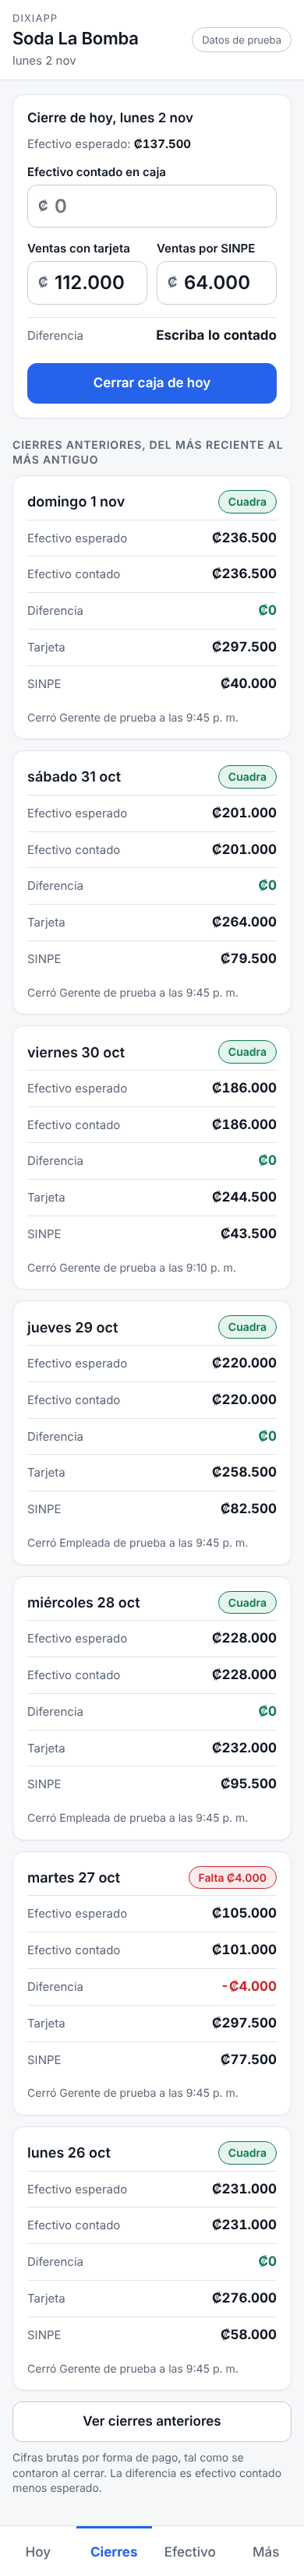 DIXIAPP
Soda La Bomba
lunes 2 nov
Datos de prueba
Cierre de hoy, lunes 2 nov
Efectivo esperado: ₡137.500
Efectivo contado en caja
₡ 0
Ventas con tarjeta
Ventas por SINPE
₡ 112.000
₡ 64.000
Diferencia
Escriba lo contado
Cerrar caja de hoy
CIERRES ANTERIORES, DEL MÁS RECIENTE AL
MÁS ANTIGUO
domingo 1 nov
Cuadra
Efectivo esperado ₡236.500
Efectivo contado ₡236.500
Diferencia ₡0
Tarjeta ₡297.500
SINPE ₡40.000
Cerró Gerente de prueba a las 9:45 p. m.
sábado 31 oct
Cuadra
Efectivo esperado ₡201.000
Efectivo contado ₡201.000
Diferencia ₡0
Tarjeta ₡264.000
SINPE ₡79.500
Cerró Gerente de prueba a las 9:45 p. m.
viernes 30 oct
Cuadra
Efectivo esperado ₡186.000
Efectivo contado ₡186.000
Diferencia ₡0
Tarjeta ₡244.500
SINPE ₡43.500
Cerró Gerente de prueba a las 9:10 p. m.
jueves 29 oct
Cuadra
Efectivo esperado ₡220.000
Efectivo contado ₡220.000
Diferencia ₡0
Tarjeta ₡258.500
SINPE ₡82.500
Cerró Empleada de prueba a las 9:45 p. m.
miércoles 28 oct
Cuadra
Efectivo esperado ₡228.000
Efectivo contado ₡228.000
Diferencia ₡0
Tarjeta ₡232.000
SINPE ₡95.500
Cerró Empleada de prueba a las 9:45 p. m.
martes 27 oct
Falta ₡4.000
Efectivo esperado ₡105.000
Efectivo contado ₡101.000
Diferencia -₡4.000
Tarjeta ₡297.500
SINPE ₡77.500
Cerró Gerente de prueba a las 9:45 p. m.
lunes 26 oct
Cuadra
Efectivo esperado ₡231.000
Efectivo contado ₡231.000
Diferencia ₡0
Tarjeta ₡276.000
SINPE ₡58.000
Cerró Gerente de prueba a las 9:45 p. m.
Ver cierres anteriores
Cifras brutas por forma de pago, tal como se
contaron al cerrar. La diferencia es efectivo contado
menos esperado.
Hoy
Cierres
Efectivo
Más